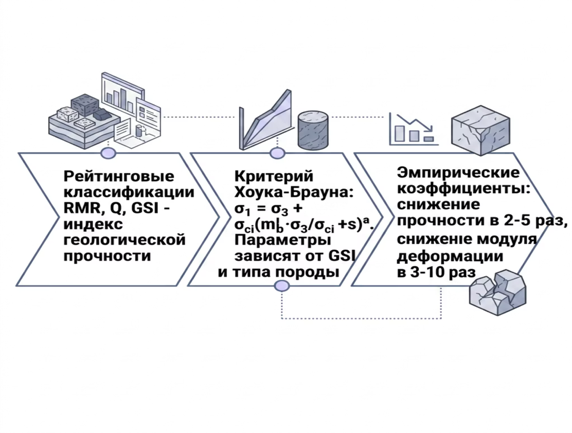 Рейтинговые
классификации
RMR, Q, GSI -
индекс
геологической
прочности
Критерий
Хоука-Брауна:
σ₁ = σ₃ +
σci(mb·σ₃/σci +s)ᵃ.
Параметры
зависят от GSI
и типа породы
Эмпирические
коэффициенты:
снижение
прочности в 2-5 раз,
снижение модуля
деформации
в 3-10 раз